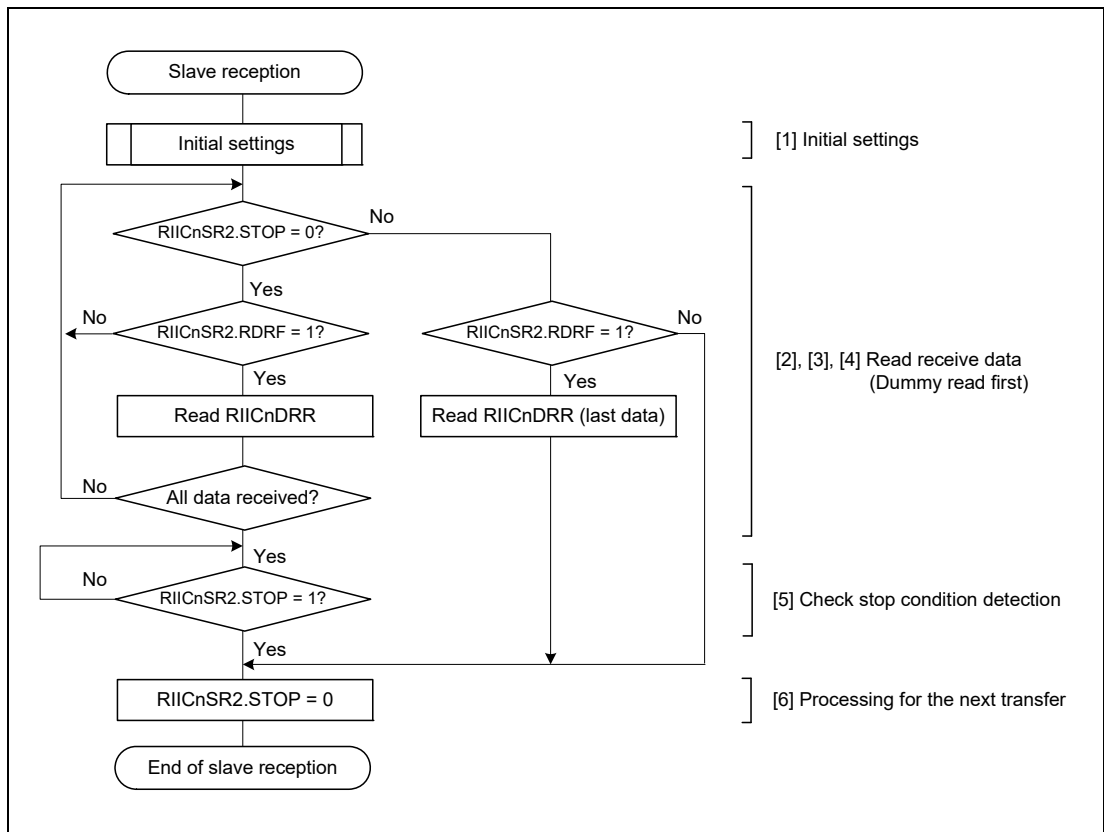 Slave reception
Initial settings
[1] Initial settings
RIICnSR2.STOP = 0?
No
Yes
RIICnSR2.RDRF = 1?
No
Yes
RIICnSR2.RDRF = 1?
No
Yes
Read RIICnDRR
Read RIICnDRR (last data)
[2], [3], [4] Read receive data
(Dummy read first)
All data received?
No
Yes
RIICnSR2.STOP = 1?
No
Yes
[5] Check stop condition detection
RIICnSR2.STOP = 0
[6] Processing for the next transfer
End of slave reception